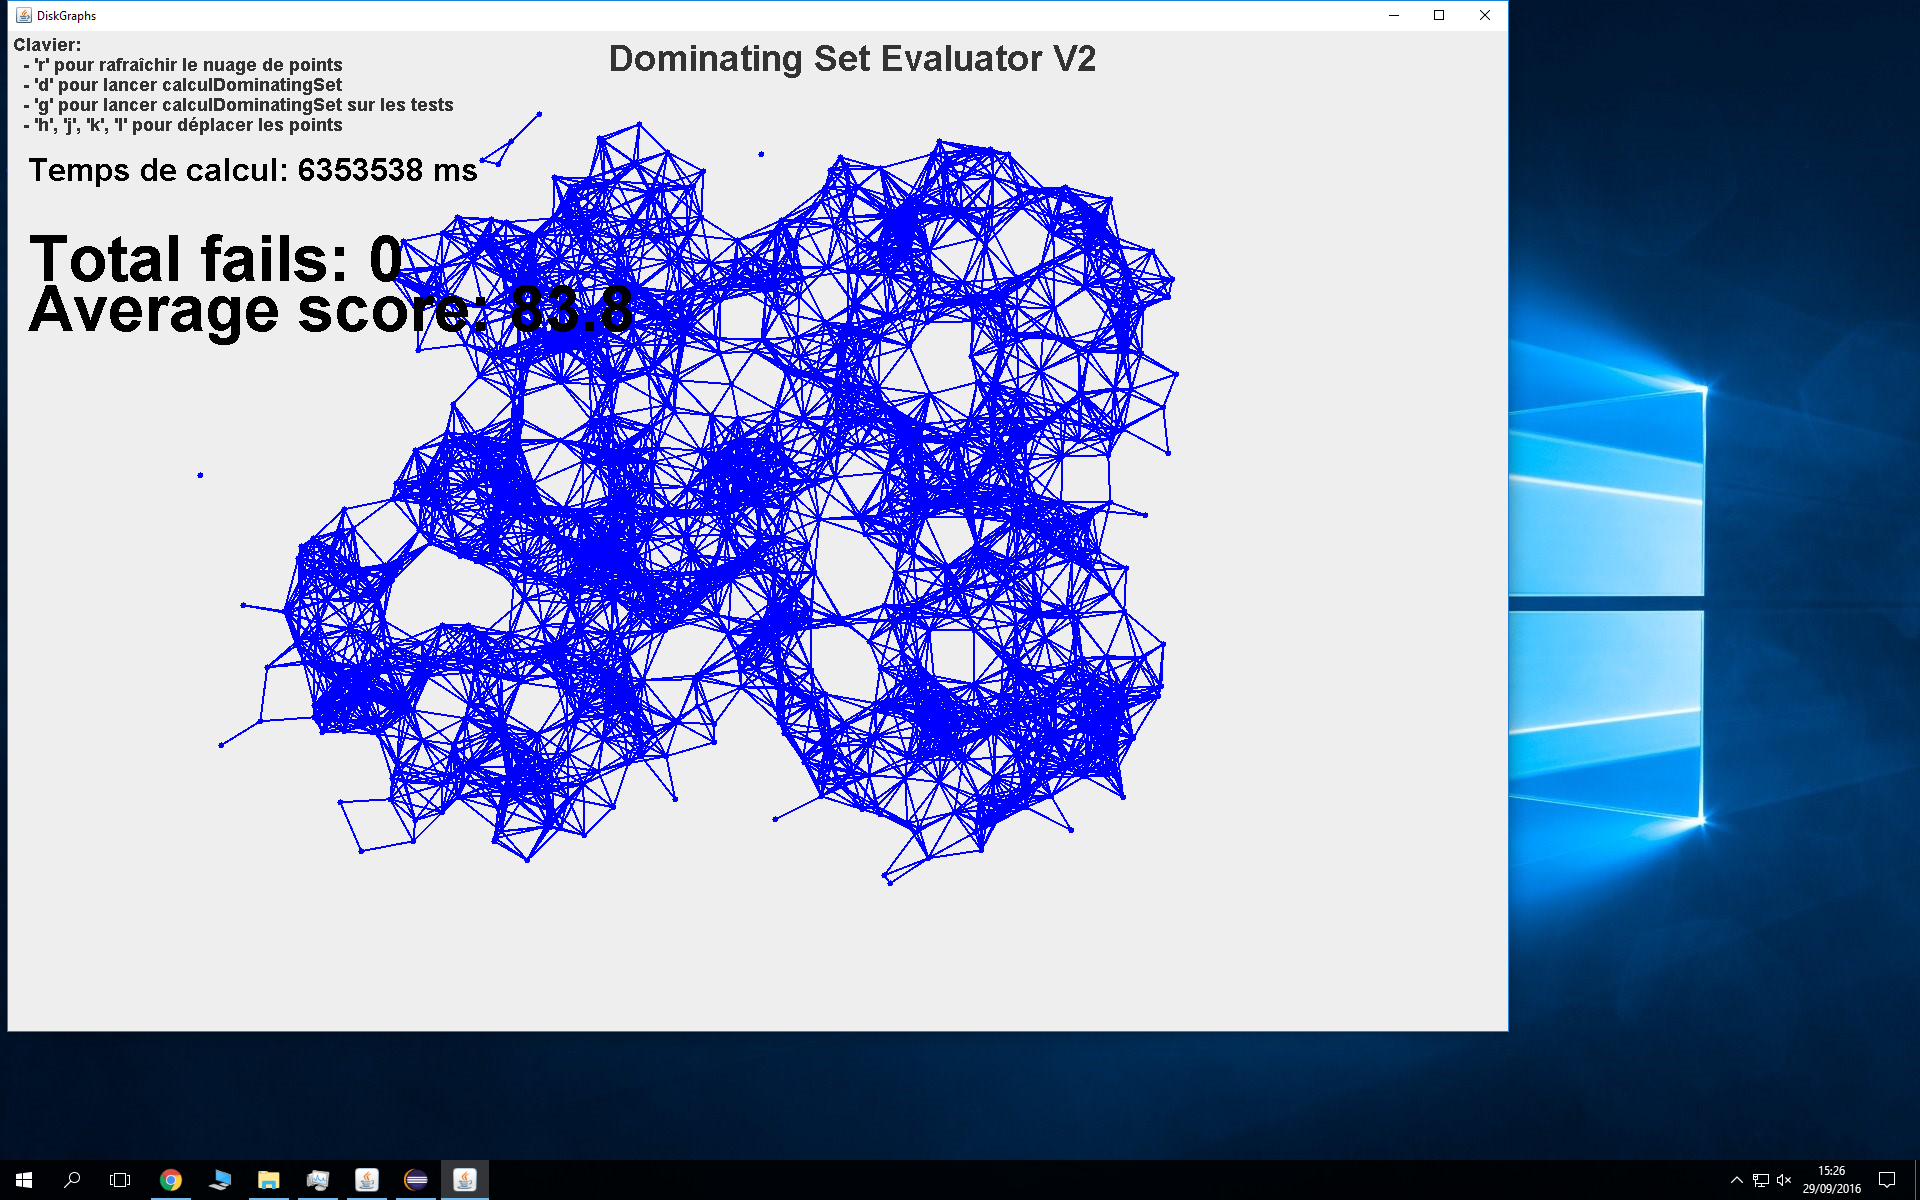 DiskGraphs
Clavier:
- 'r' pour rafraichir le nuage de points
- 'd' pour lancer calculDominatingSet
- 'g' pour lancer calculDominatingSet sur les tests
- 'h', 'j', 'k', 'l' pour déplacer les points
Dominating Set Evaluator V2
Temps de calcul: 6353538 ms
Total fails: 0
Average score: 83.8
15:26
29/09/2016